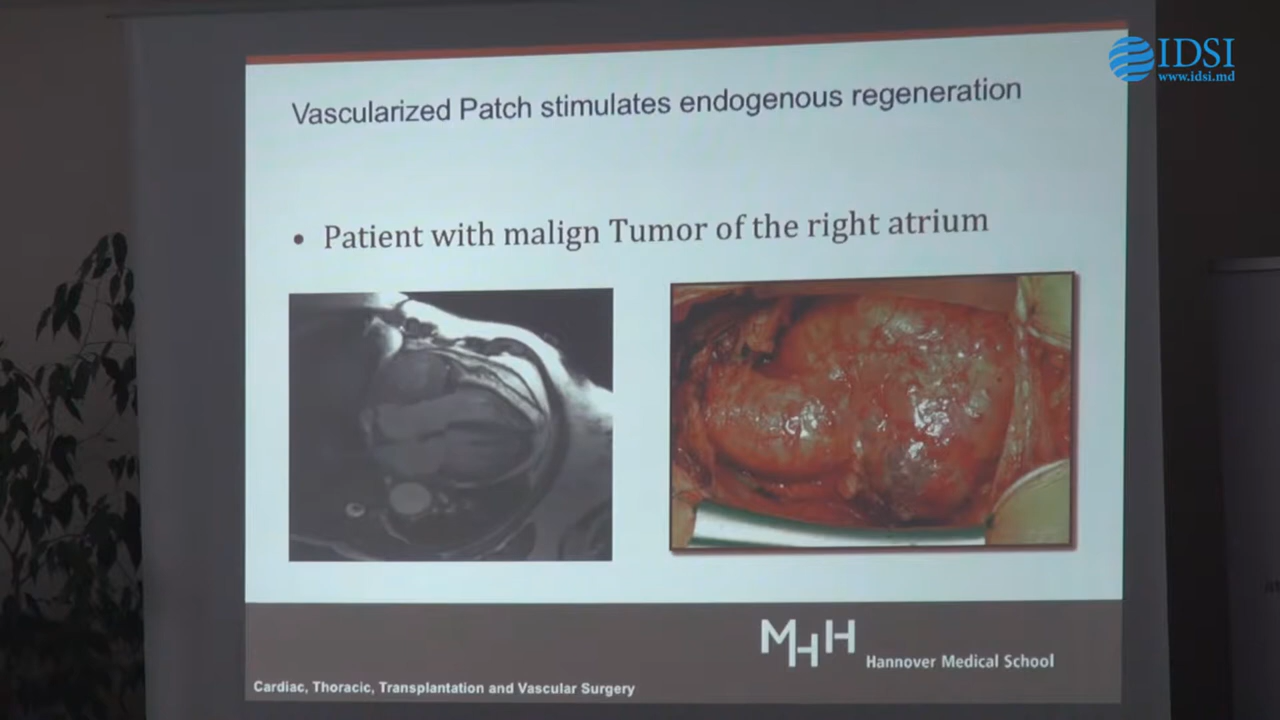 IDSI
www.idsi.md
Vascularized Patch stimulates endogenous regeneration
• Patient with malign Tumor of the right atrium
MHH
Hannover Medical School
Cardiac, Thoracic, Transplantation and Vascular Surgery